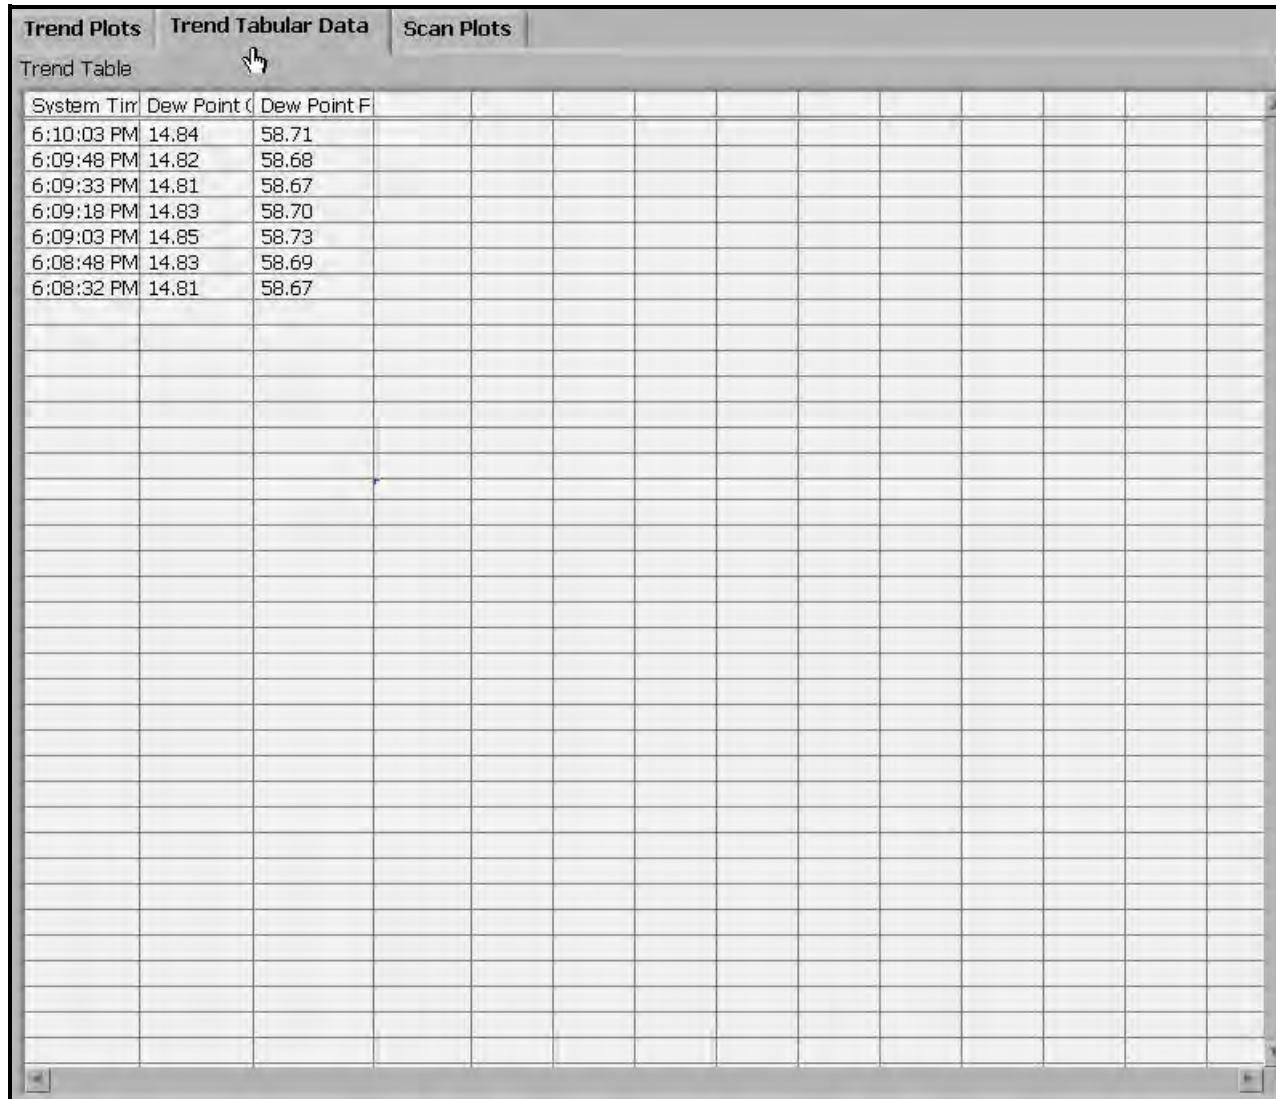 Trend Plots Trend Tabular Data Scan Plots
Trend Table
System Tim Dew Point C Dew Point F
6:10:03 PM 14.84 58.71
6:09:48 PM 14.82 58.68
6:09:33 PM 14.81 58.67
6:09:18 PM 14.83 58.70
6:09:03 PM 14.85 58.73
6:08:48 PM 14.83 58.69
6:08:32 PM 14.81 58.67